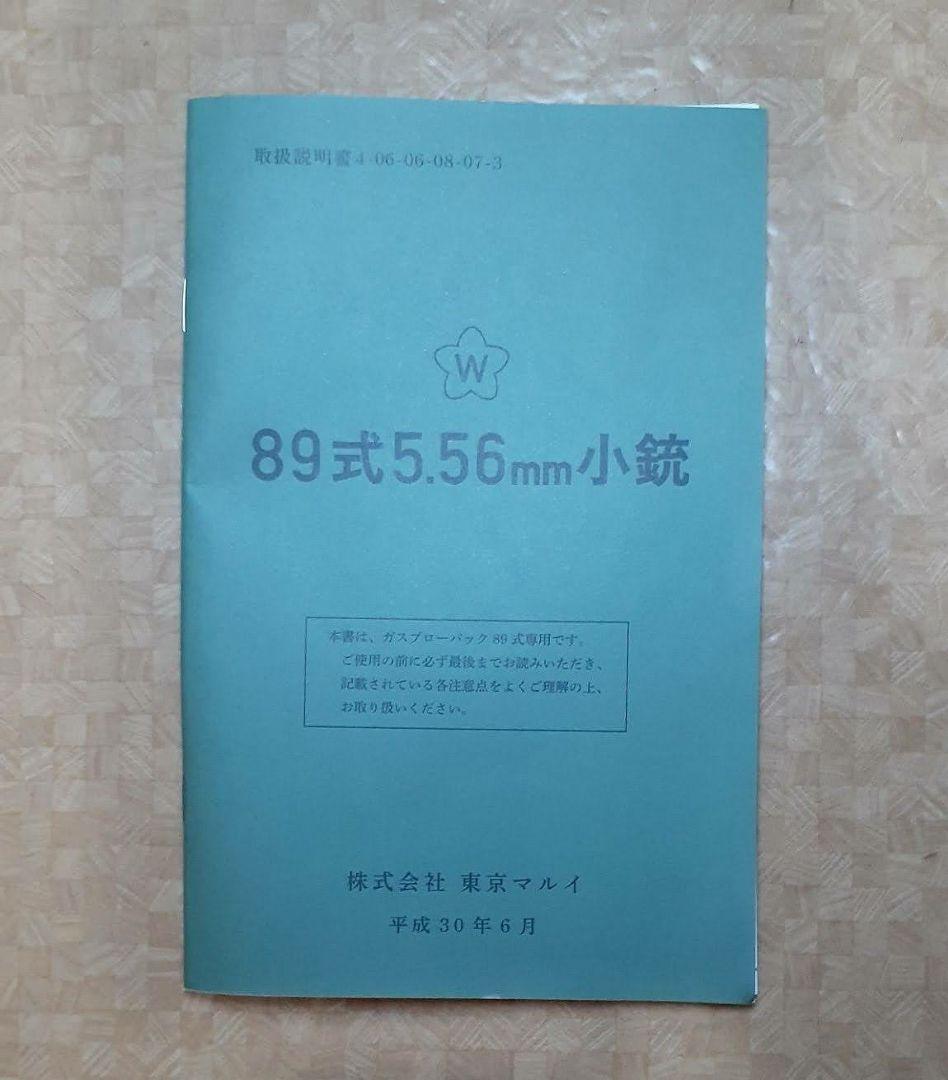 取扱説明書4-06-06-08-07-3
W
89式5.56mm小銃
本書は、ガスブローバック89式専用です。
ご使用の前に必ず最後までお読みいただき、
記載されている各注意点をよくご理解の上、
お取り扱いください。
株式会社 東京マルイ
平成30年6月